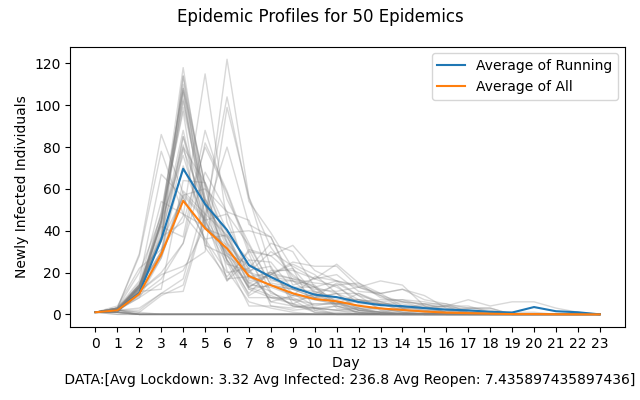 Epidemic Profiles for 50 Epidemics
120
100
80
60
40
20
0
Newly Infected Individuals
Average of Running
Average of All
0 1 2 3 4 5 6 7 8 9 10 11 12 13 14 15 16 17 18 19 20 21 22 23
Day
DATA:[Avg Lockdown: 3.32 Avg Infected: 236.8 Avg Reopen: 7.435897435897436]